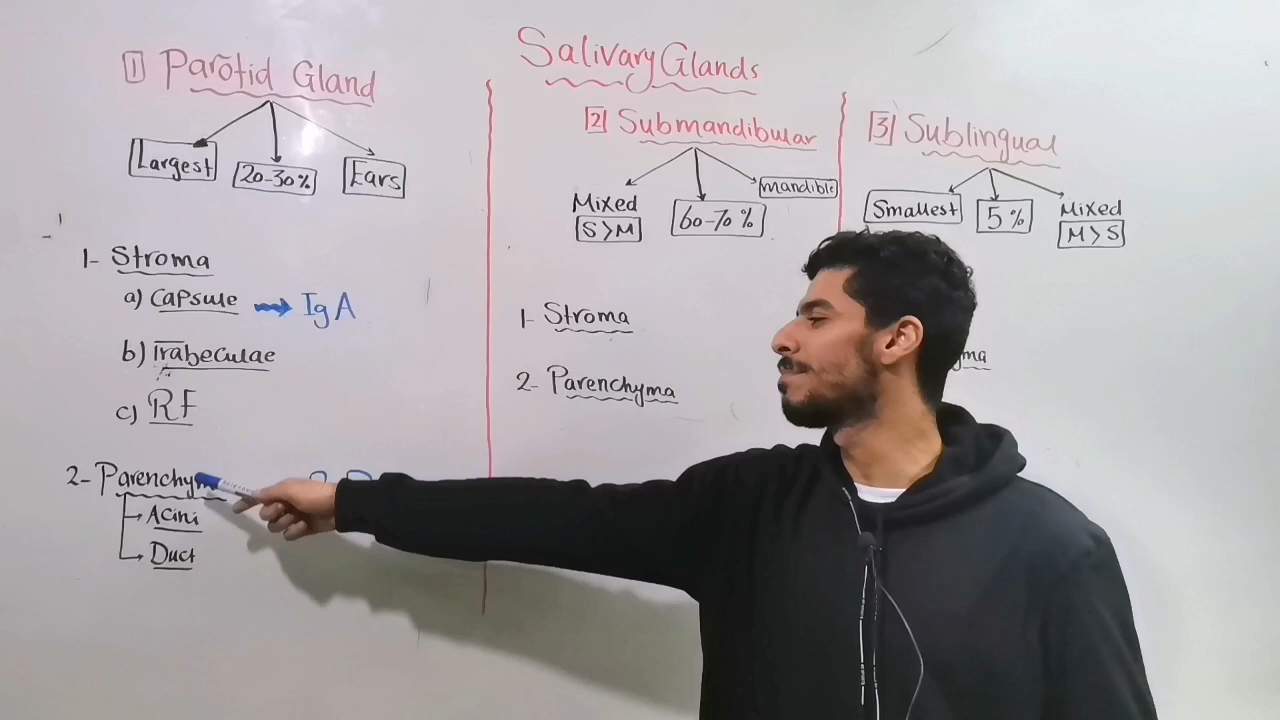 Salivary Glands
1 Parotid Gland
Largest
20-30%
Ears
1- Stroma
a) Capsule → IgA
b) Trabeculae
c) RF
2- Parenchym
→ Acini
→ Duct
2 Submandibular
Mixed
S > M
60-70 %
mandible
1- Stroma
2- Parenchyma
3 Sublingual
Smallest
5 %
Mixed
M > S